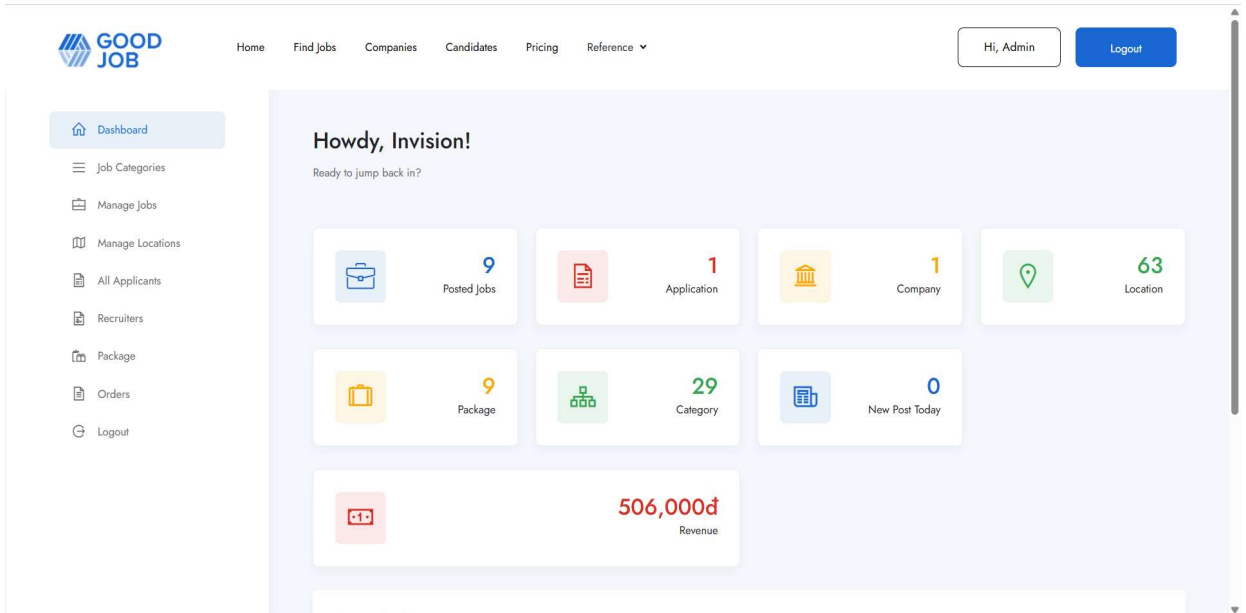 GOOD
JOB
Home Find Jobs Companies Candidates Pricing Reference
Hi, Admin
Logout
Dashboard
Job Categories
Manage Jobs
Manage Locations
All Applicants
Recruiters
Package
Orders
Logout
Howdy, Invision!
Ready to jump back in?
9
Posted Jobs
1
Application
1
Company
63
Location
9
Package
29
Category
0
New Post Today
506,000đ
Revenue